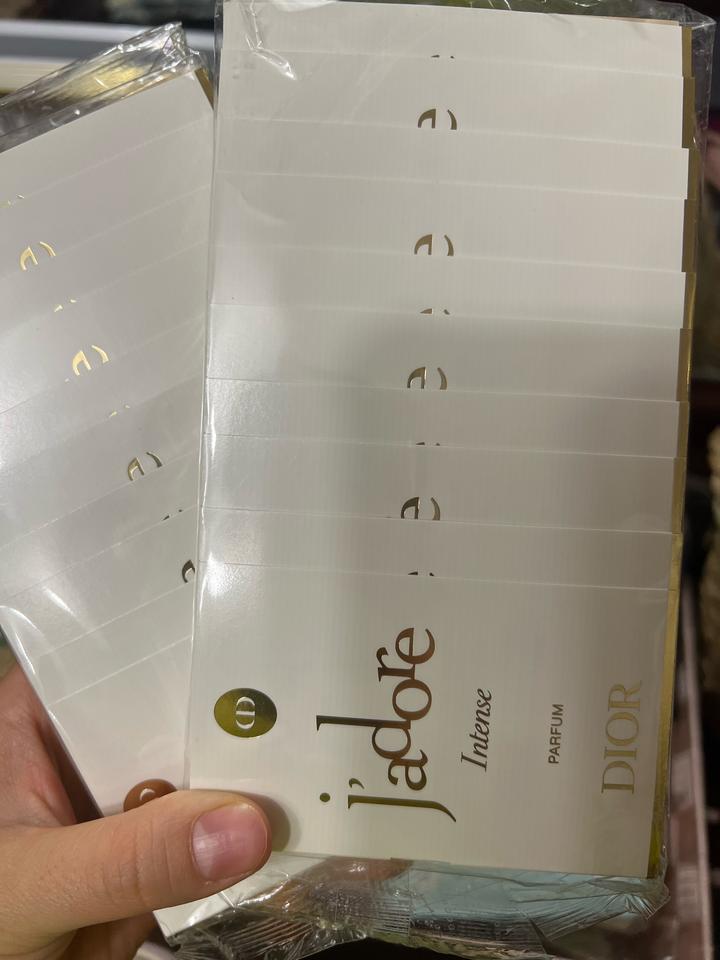 j'adore
Intense
PARFUM
DIOR